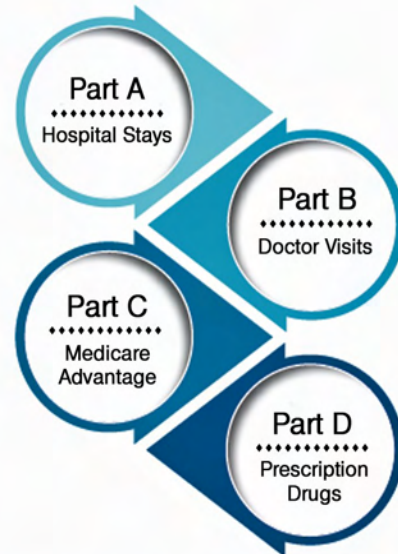 Part A
Hospital Stays
Part B
Doctor Visits
Part C
Medicare
Advantage
Part D
Prescription
Drugs